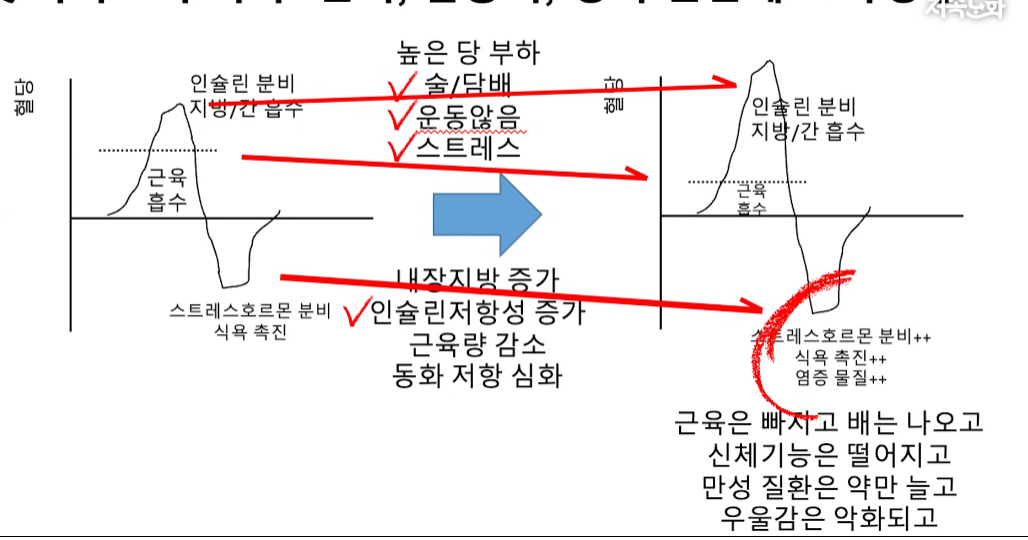 저속노화
높은 당 부하
술/담배
운동않음
스트레스
혈당
인슐린 분비
지방/간 흡수
근육
흡수
스트레스호르몬 분비
식욕 촉진
내장지방 증가
인슐린저항성 증가
근육량 감소
동화 저항 심화
혈당
인슐린 분비
지방/간 흡수
근육
흡수
스트레스호르몬 분비++
식욕 촉진++
염증 물질++
근육은 빠지고 배는 나오고
신체기능은 떨어지고
만성 질환은 약만 늘고
우울감은 악화되고